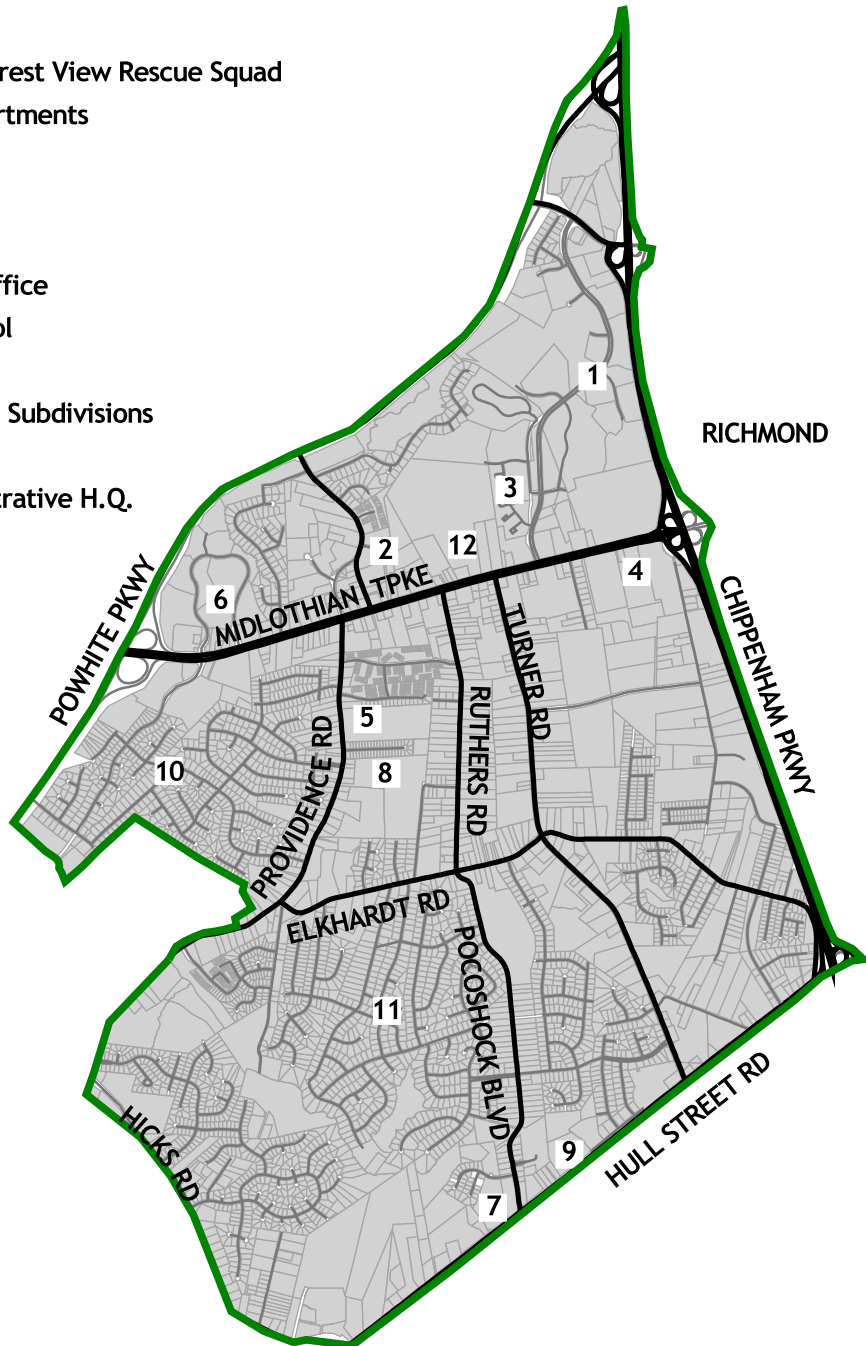 rest View Rescue Squad
rtments
ffice
ol
Subdivisions
trative H.Q.
1
RICHMOND
3
12
2
4
6
MIDLOTHIAN TPKE
POWHITE PKWY
CHIPPENHAM PKWY
TURNER RD
RUTHERS RD
5
PROVIDENCE RD
10
8
ELKHARDT RD
POCOSHOCK BLVD
11
HICKS RD
9
HULL STREET RD
7